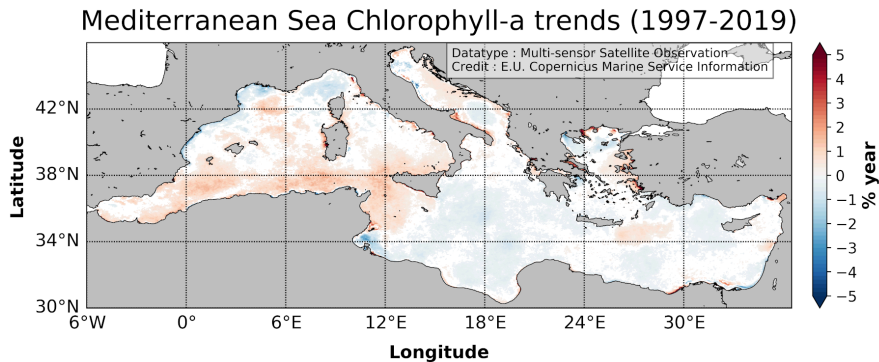 Mediterranean Sea Chlorophyll-a trends (1997-2019)
Datatype : Multi-sensor Satellite Observation
Credit : E.U. Copernicus Marine Service Information
5
4
3
2
1
0
−1
−2
−3
−4
−5
% year
Latitude
42°N
38°N
34°N
30°N
6°W 0° 6°E 12°E 18°E 24°E 30°E
Longitude